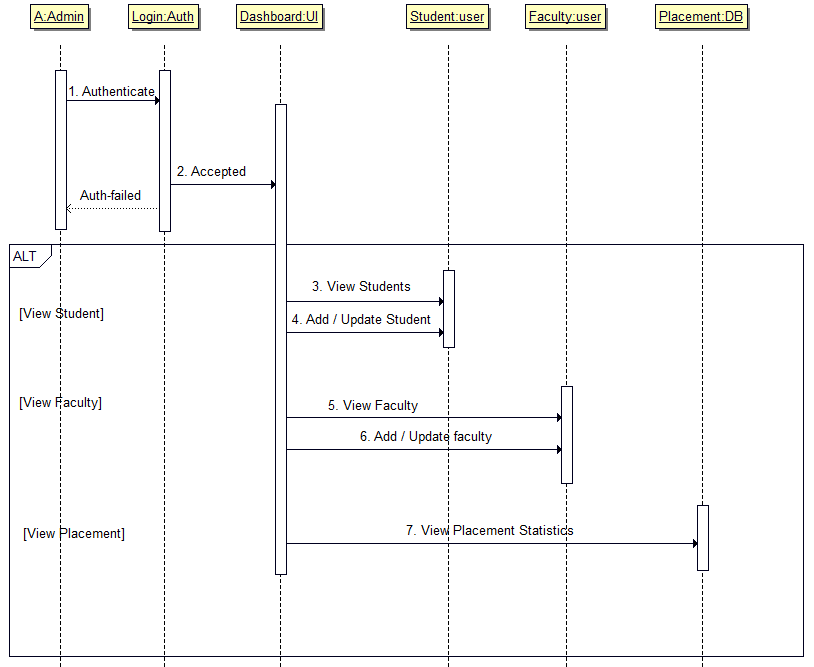 A:Admin
Login:Auth
Dashboard:UI
Student:user
Faculty:user
Placement:DB
1. Authenticate
2. Accepted
Auth-failed
ALT
3. View Students
[View Student]
4. Add / Update Student
[View Faculty]
5. View Faculty
6. Add / Update faculty
7. View Placement Statistics
[View Placement]